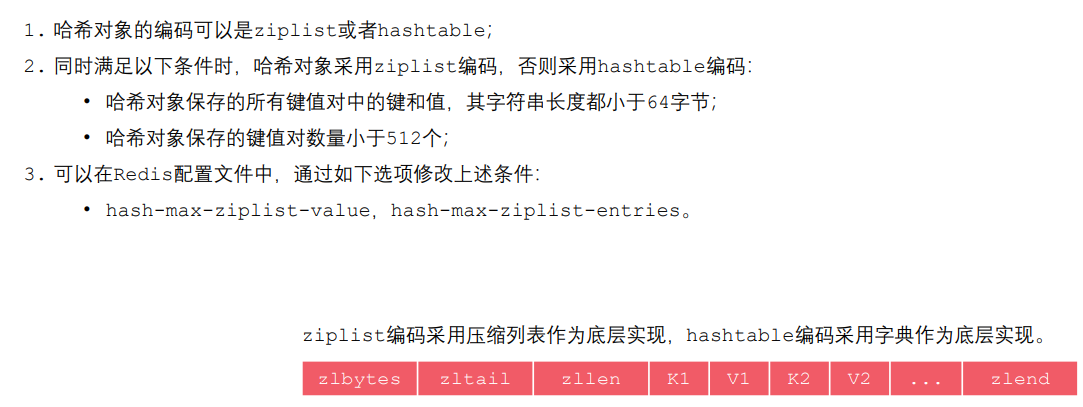 1. 哈希对象的编码可以是ziplist或者hashtable；
2. 同时满足以下条件时，哈希对象采用ziplist编码，否则采用hashtable编码：
• 哈希对象保存的所有键值对中的键和值，其字符串长度都小于64字节；
• 哈希对象保存的键值对数量小于512个；
3. 可以在Redis配置文件中，通过如下选项修改上述条件：
• hash-max-ziplist-value，hash-max-ziplist-entries。
ziplist编码采用压缩列表作为底层实现，hashtable编码采用字典作为底层实现。
zlbytes zltail zllen K1 V1 K2 V2 ... zlend